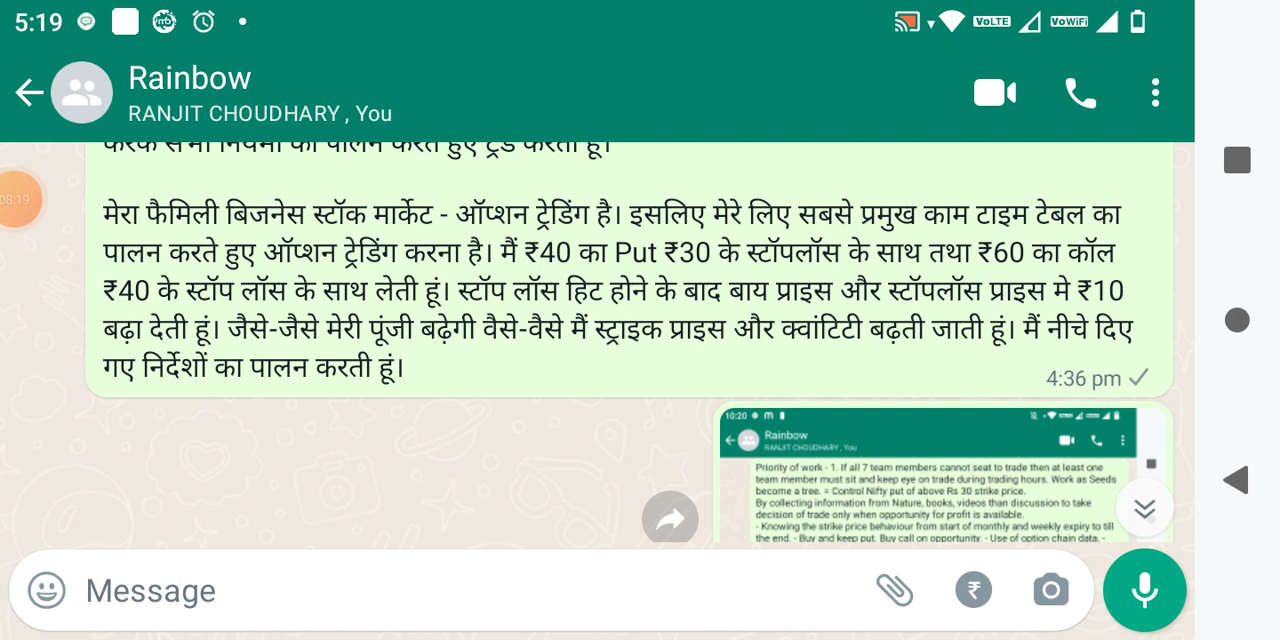 5:19
VoLTE
VoWiFi
Rainbow
RANJIT CHOUDHARY , You
08:19
करके सभी नियमों का पालन करते हुए ट्रेड करती हूं।
मेरा फैमिली बिजनेस स्टॉक मार्केट - ऑप्शन ट्रेडिंग है। इसलिए मेरे लिए सबसे प्रमुख काम टाइम टेबल का
पालन करते हुए ऑप्शन ट्रेडिंग करना है। मैं ₹40 का Put ₹30 के स्टॉपलॉस के साथ तथा ₹60 का कॉल
₹40 के स्टॉप लॉस के साथ लेती हूं। स्टॉप लॉस हिट होने के बाद बाय प्राइस और स्टॉपलॉस प्राइस मे ₹10
बढ़ा देती हूं। जैसे-जैसे मेरी पूंजी बढ़ेगी वैसे-वैसे मैं स्ट्राइक प्राइस और क्वांटिटी बढ़ती जाती हूं। मैं नीचे दिए
गए निर्देशों का पालन करती हूं।
4:36 pm
10:20
Rainbow
RANJIT CHOUDHARY, You
Priority of work - 1. If all 7 team members cannot seat to trade then at least one
team member must sit and keep eye on trade during trading hours. Work as Seeds
become a tree. = Control Nifty put of above Rs 30 strike price.
By collecting information from Nature, books, videos than discussion to take
decision of trade only when opportunity for profit is available.
- Knowing the strike price behaviour from start of monthly and weekly expiry to till
the end. - Buy and keep put. Buy call on opportunity. - Use of option chain data. -
Message